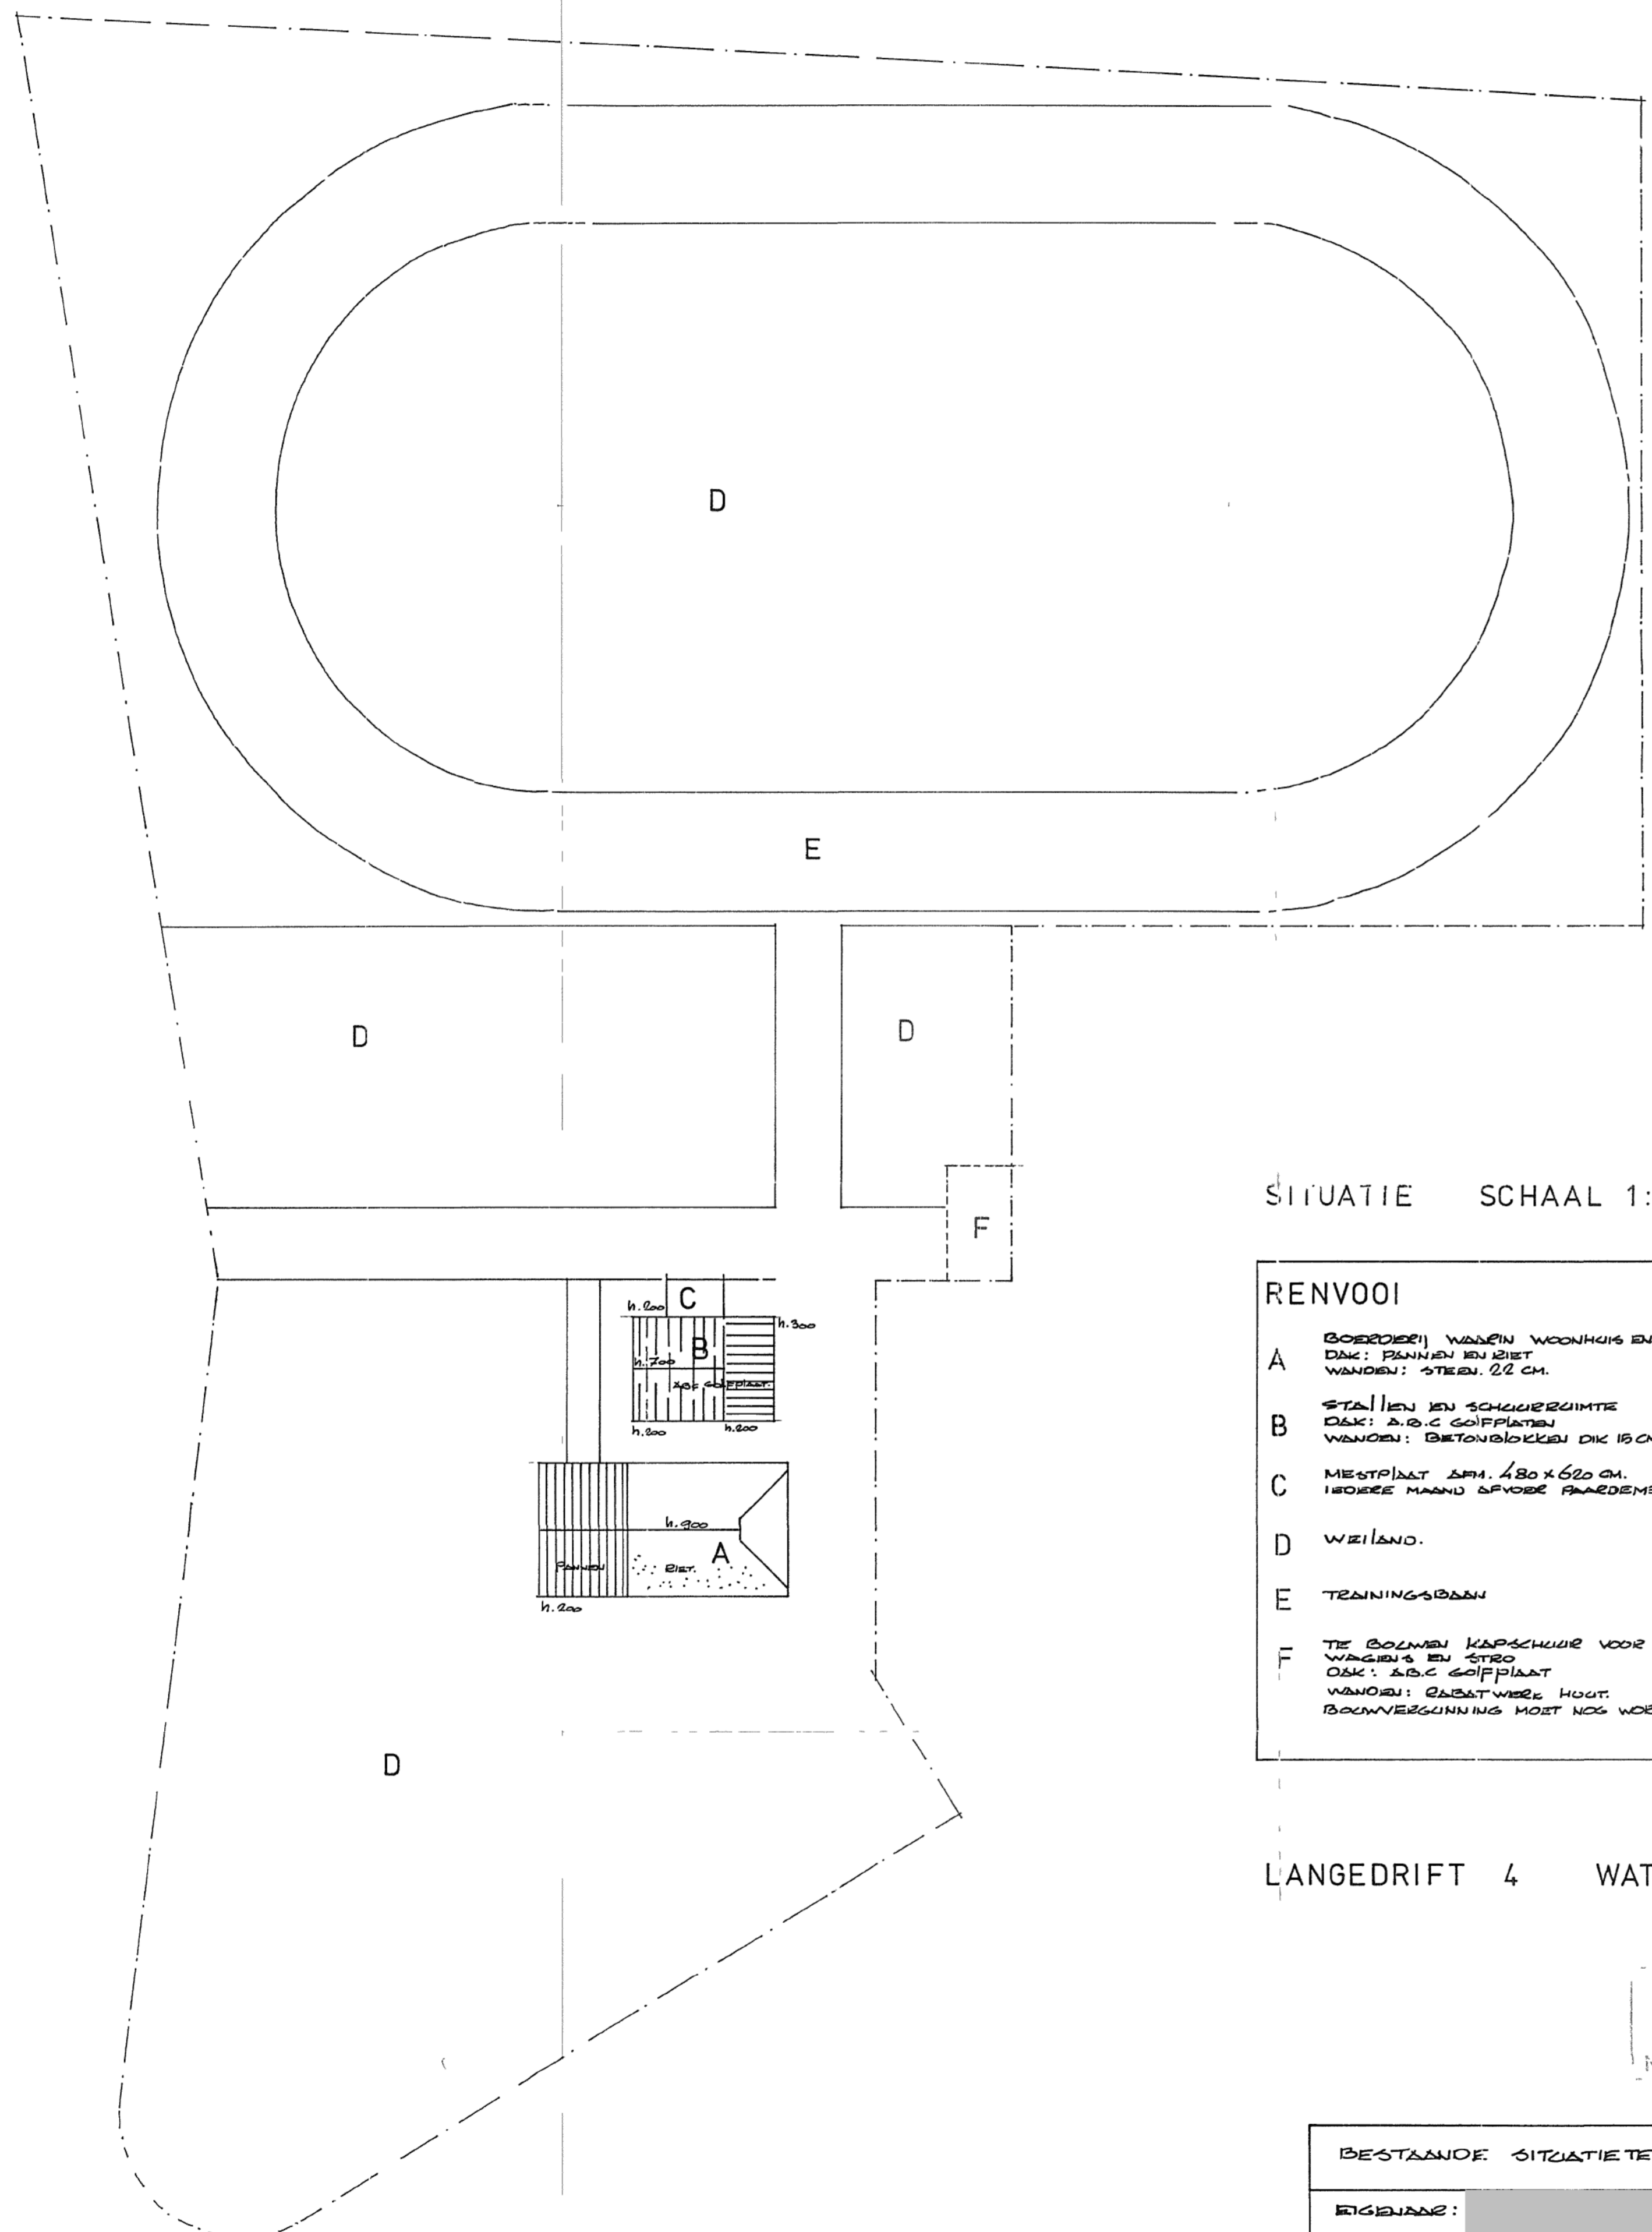 D
E
D
D
F
SITUATIE SCHAAL 1:
C
h.200
h.300
B
h.700
A.B.C GOLFPLAAT.
h.200
h.200
h.900
A
PANNEN
RIET.
h.200
D
RENVOOI
A BOERDERIJ WAARIN WOONHUIS EN
DAK: PANNEN EN RIET
WANDEN: STEEN. 22 CM.
B STALLEN EN SCHUURRUIMTE
DAK: A.B.C GOLFPLATEN
WANDEN: BETONBLOKKEN DIK 15 CM
C MESTPLAAT AFM. 480 x 620 CM.
IEDERE MAAND AFVOER PAARDEME
D WEILAND.
E TRAININGSBAAN
F TE BOUWEN KAPSCHUUR VOOR
WAGENS EN STRO
DAK: A.B.C GOLFPLAAT
WANDEN: RABATWERK HOUT.
BOUWVERGUNNING MOET NOG WOR
LANGEDRIFT 4 WAT
BESTAANDE SITUATIETE
EIGENAAR: